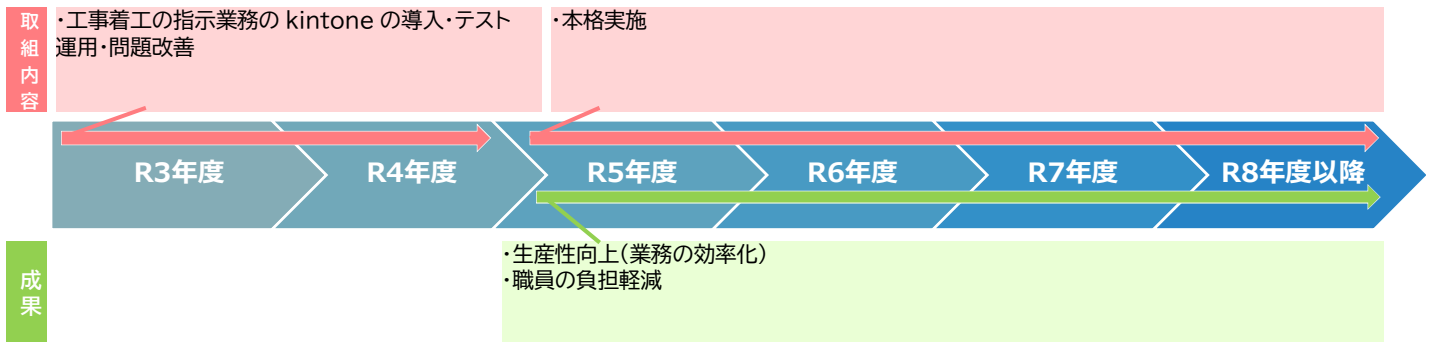 取組内容
・工事着工の指示業務の kintone の導入・テスト
運用・問題改善
・本格実施
R3年度
R4年度
R5年度
R6年度
R7年度
R8年度以降
成果
・生産性向上（業務の効率化）
・職員の負担軽減